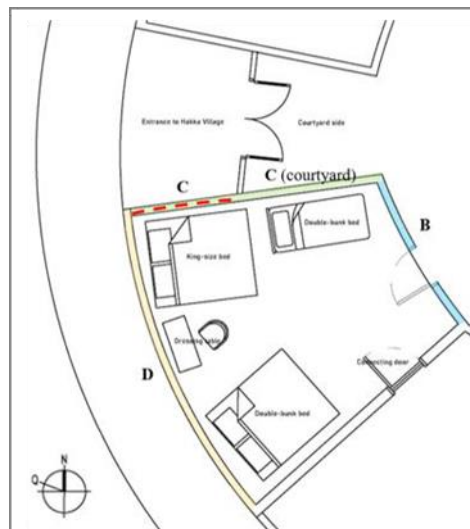 Entrance to Hakka Village
Courtyard side
C
C (courtyard)
Double-bunk bed
B
King-size bed
Dressing table
Connecting door
D
Double-bunk bed
N
Q